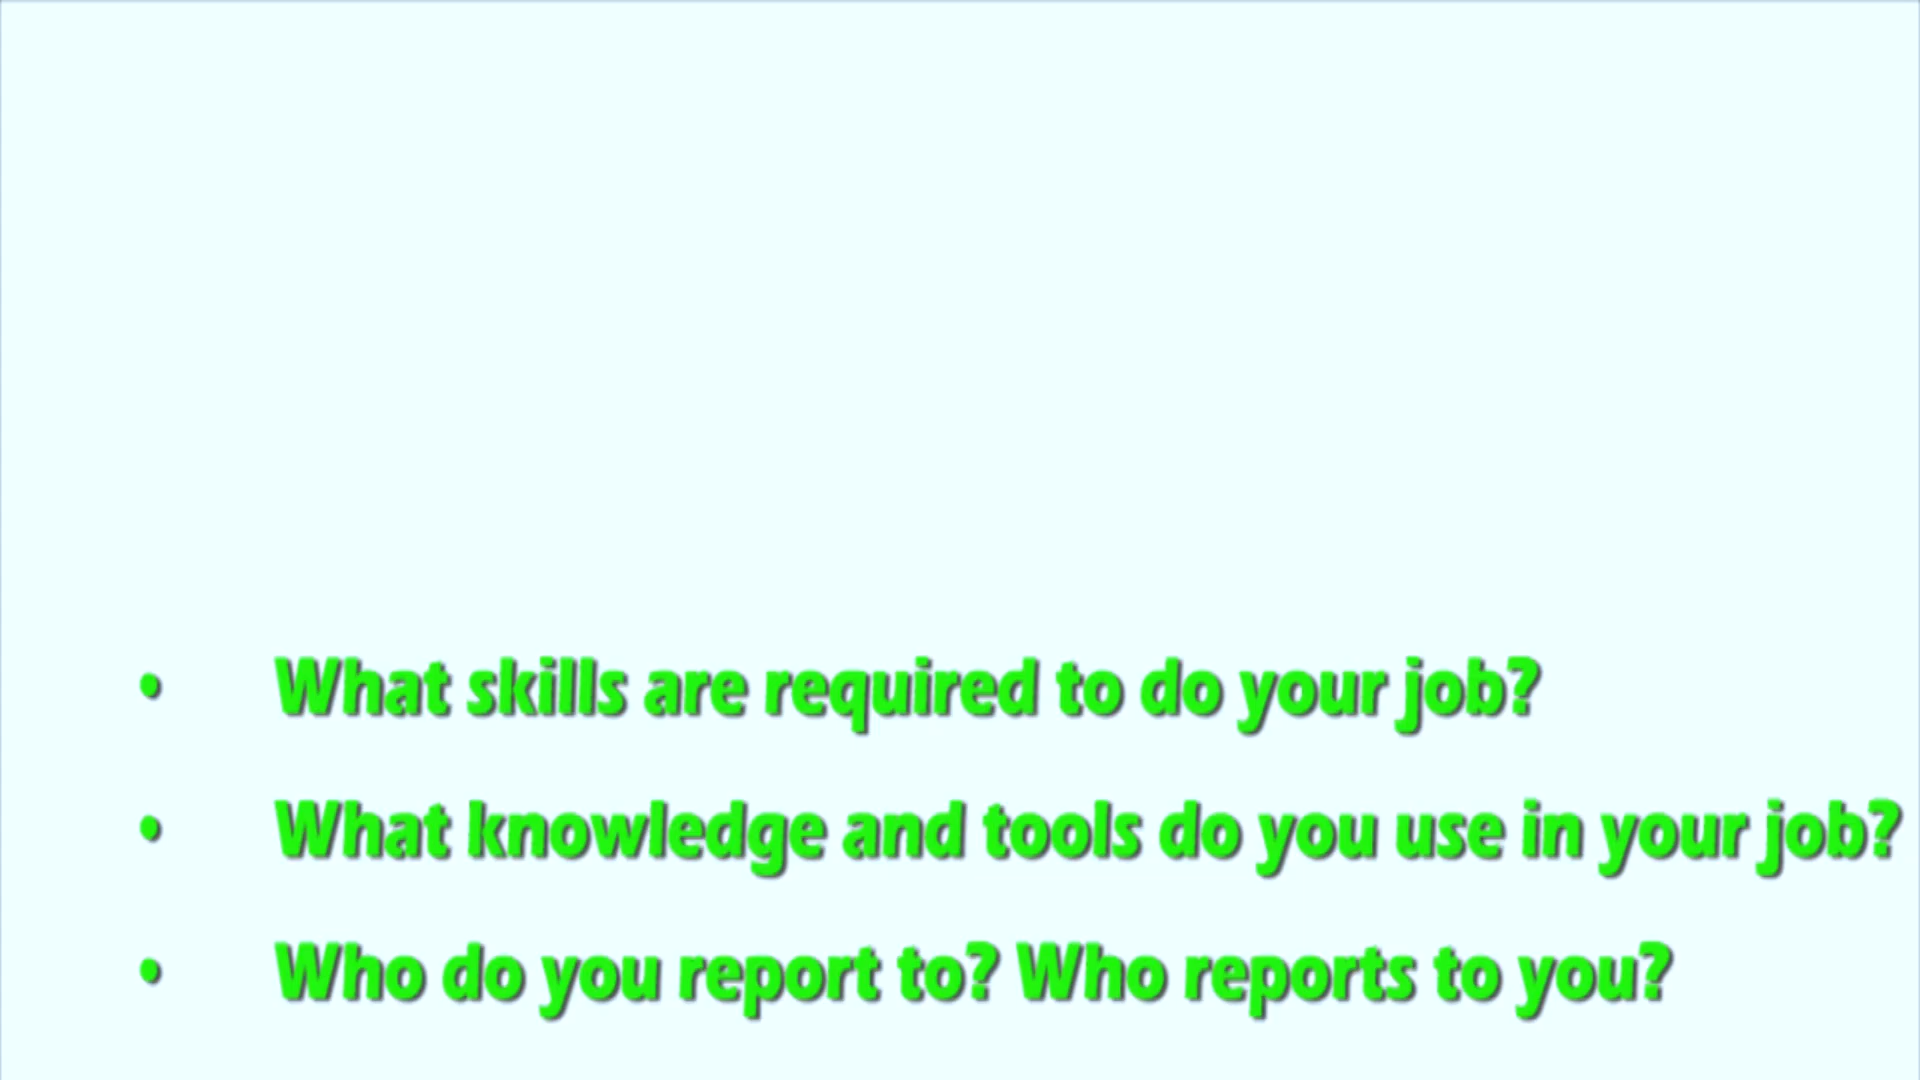 • What skills are required to do your job?
• What knowledge and tools do you use in your job?
• Who do you report to? Who reports to you?